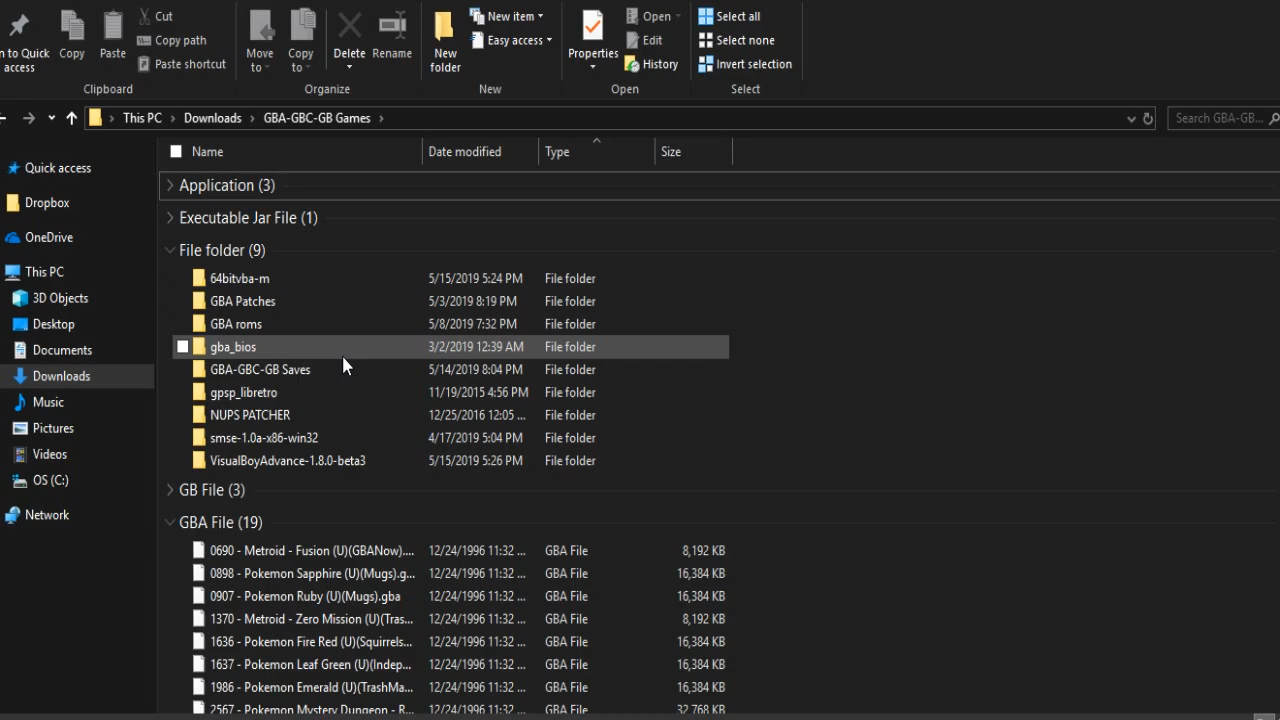 Cut
New item
Open
Select all
n to Quick access
Copy
Paste
Copy path
Paste shortcut
Move to
Copy to
Delete
Rename
New folder
Easy access
Properties
Edit
History
Select none
Invert selection
Clipboard
Organize
New
Open
Select
This PC
Downloads
GBA-GBC-GB Games
Search GBA-GB...
Name
Date modified
Type
Size
Quick access
Dropbox
OneDrive
This PC
3D Objects
Desktop
Documents
Downloads
Music
Pictures
Videos
OS (C:)
Network
Application (3)
Executable Jar File (1)
File folder (9)
64bitvba-m 5/15/2019 5:24 PM File folder
GBA Patches 5/3/2019 8:19 PM File folder
GBA roms 5/8/2019 7:32 PM File folder
gba_bios 3/2/2019 12:39 AM File folder
GBA-GBC-GB Saves 5/14/2019 8:04 PM File folder
gpsp_libretro 11/19/2015 4:56 PM File folder
NUPS PATCHER 12/25/2016 12:05 ... File folder
smse-1.0a-x86-win32 4/17/2019 5:04 PM File folder
VisualBoyAdvance-1.8.0-beta3 5/15/2019 5:26 PM File folder
GB File (3)
GBA File (19)
0690 - Metroid - Fusion (U)(GBANow).... 12/24/1996 11:32 ... GBA File 8,192 KB
0898 - Pokemon Sapphire (U)(Mugs).g... 12/24/1996 11:32 ... GBA File 16,384 KB
0907 - Pokemon Ruby (U)(Mugs).gba 12/24/1996 11:32 ... GBA File 16,384 KB
1370 - Metroid - Zero Mission (U)(Tras... 12/24/1996 11:32 ... GBA File 8,192 KB
1636 - Pokemon Fire Red (U)(Squirrels... 12/24/1996 11:32 ... GBA File 16,384 KB
1637 - Pokemon Leaf Green (U)(Indep... 12/24/1996 11:32 ... GBA File 16,384 KB
1986 - Pokemon Emerald (U)(TrashMa... 12/24/1996 11:32 ... GBA File 16,384 KB
2567 - Pokemon Mystery Dungeon - R... 12/24/1996 11:32 ... GBA File 32,768 KB